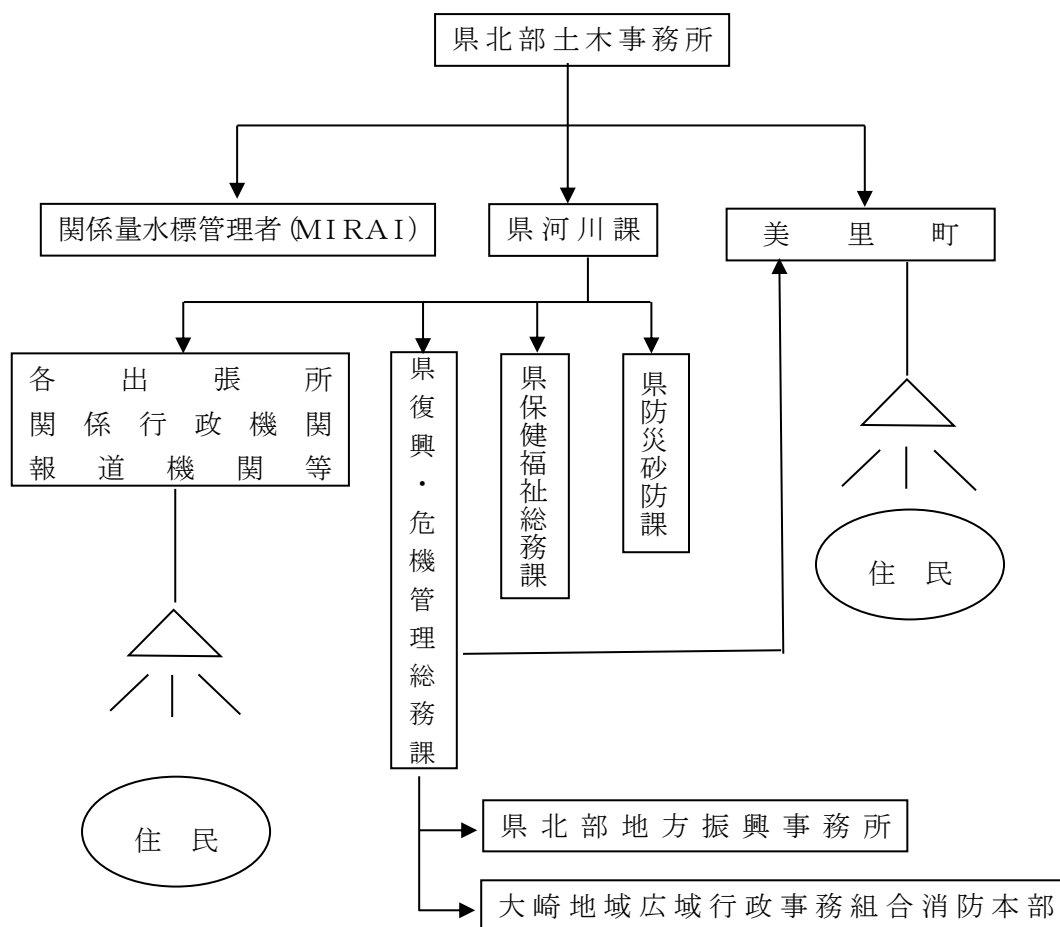 県北部土木事務所
関係量水標管理者(MIRAI)
県河川課
美里町
各出張所
関係行政機関
報道機関等
県復興・危機管理総務課
県保健福祉総務課
県防災砂防課
住民
住民
県北部地方振興事務所
大崎地域広域行政事務組合消防本部